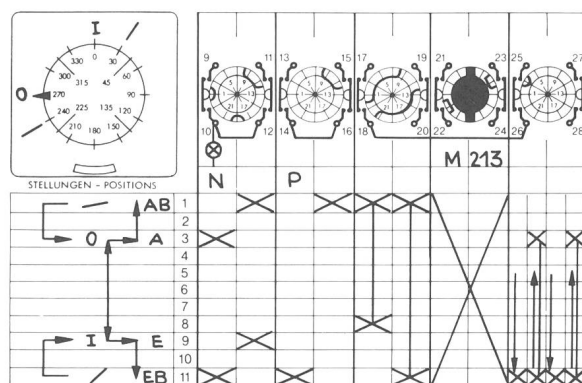 I
0
330 30
300 315 45 60
0 270 90
240 225 135 120
210 180 150
STELLUNGEN - POSITIONS
9 11 13 15 17 19 21 23 25 27
10 12 14 16 18 20 22 24 26 28
M 213
N P
AB 1
2
0 A 3
4
5
6
7
8
I E 9
10
EB 11